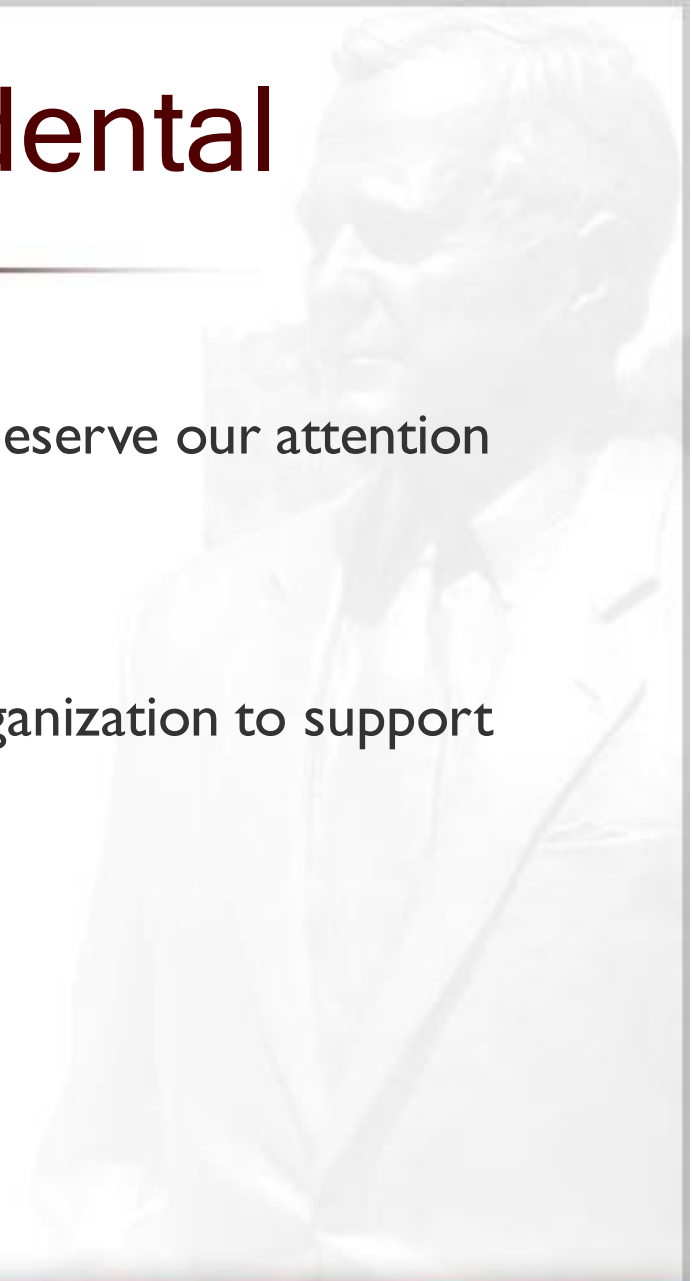 dental
eserve our attention
ganization to support